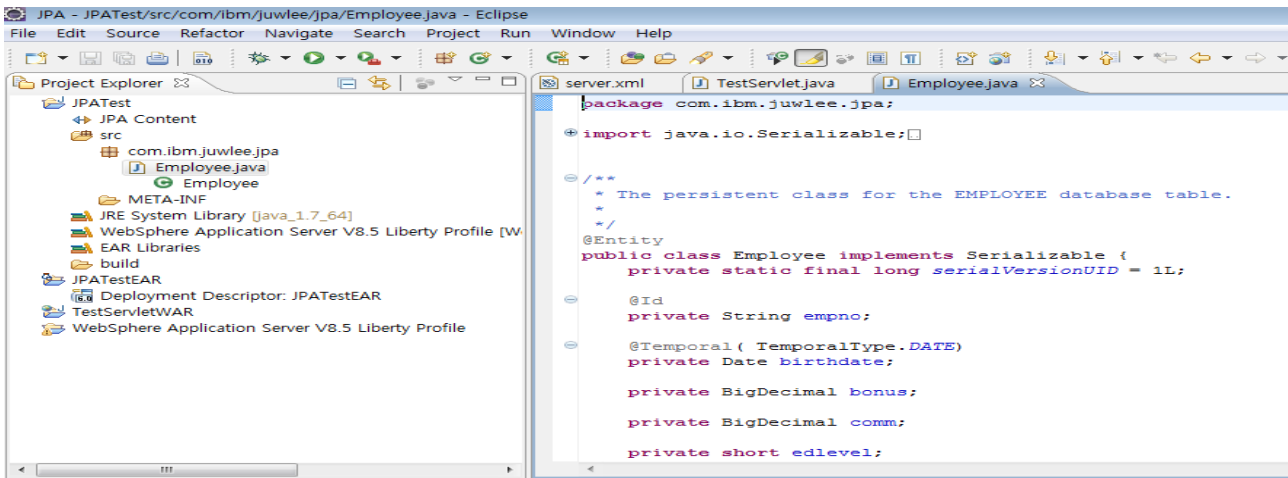 JPA - JPATest/src/com/ibm/juwlee/jpa/Employee.java - Eclipse
File Edit Source Refactor Navigate Search Project Run Window Help
Project Explorer
JPATest
JPA Content
src
com.ibm.juwlee.jpa
Employee.java
Employee
META-INF
JRE System Library [java_1.7_64]
WebSphere Application Server V8.5 Liberty Profile [W
EAR Libraries
build
JPATestEAR
Deployment Descriptor: JPATestEAR
TestServletWAR
WebSphere Application Server V8.5 Liberty Profile
server.xml TestServlet.java Employee.java
package com.ibm.juwlee.jpa;
import java.io.Serializable;
/**
* The persistent class for the EMPLOYEE database table.
*
*/
@Entity
public class Employee implements Serializable {
private static final long serialVersionUID = 1L;
@Id
private String empno;
@Temporal( TemporalType.DATE)
private Date birthdate;
private BigDecimal bonus;
private BigDecimal comm;
private short edlevel;